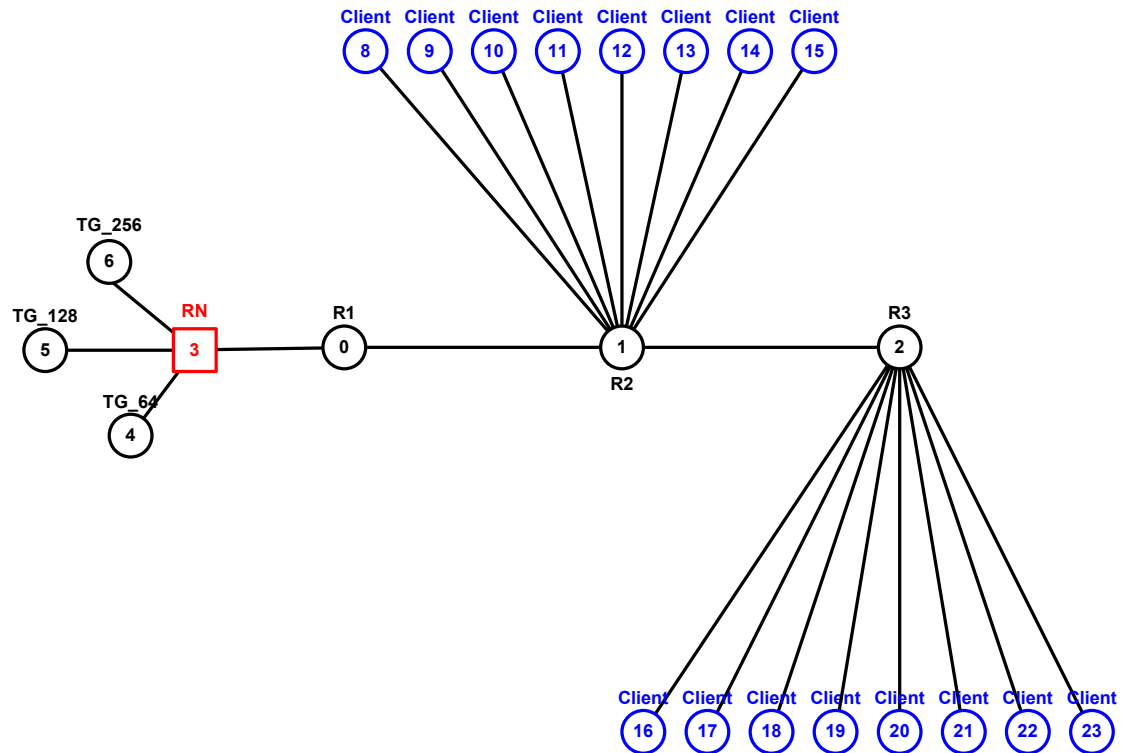 Client Client Client Client Client Client Client Client
8 9 10 11 12 13 14 15
TG_256
6
TG_128 RN R1 R3
5 3 0 1 2
R2
TG_64
4
Client Client Client Client Client Client Client Client
16 17 18 19 20 21 22 23